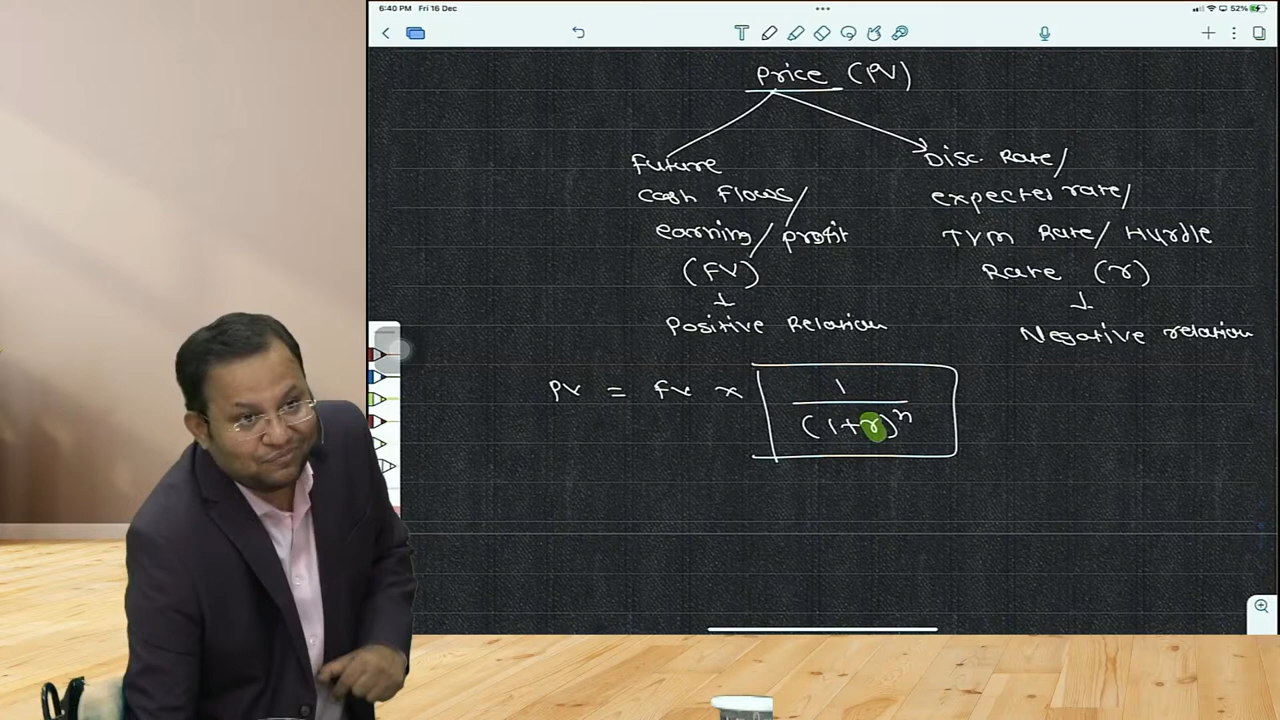 6:40 PM Fri 16 Dec
52%
Price (PV)
Future
Cash Flows/
earning/profit
(FV)
Positive Relation
Disc. Rate/
expected rate/
TVM Rate/Hurdle
Rate (r)
Negative relation
PV = FV × 1
(1+r)^n